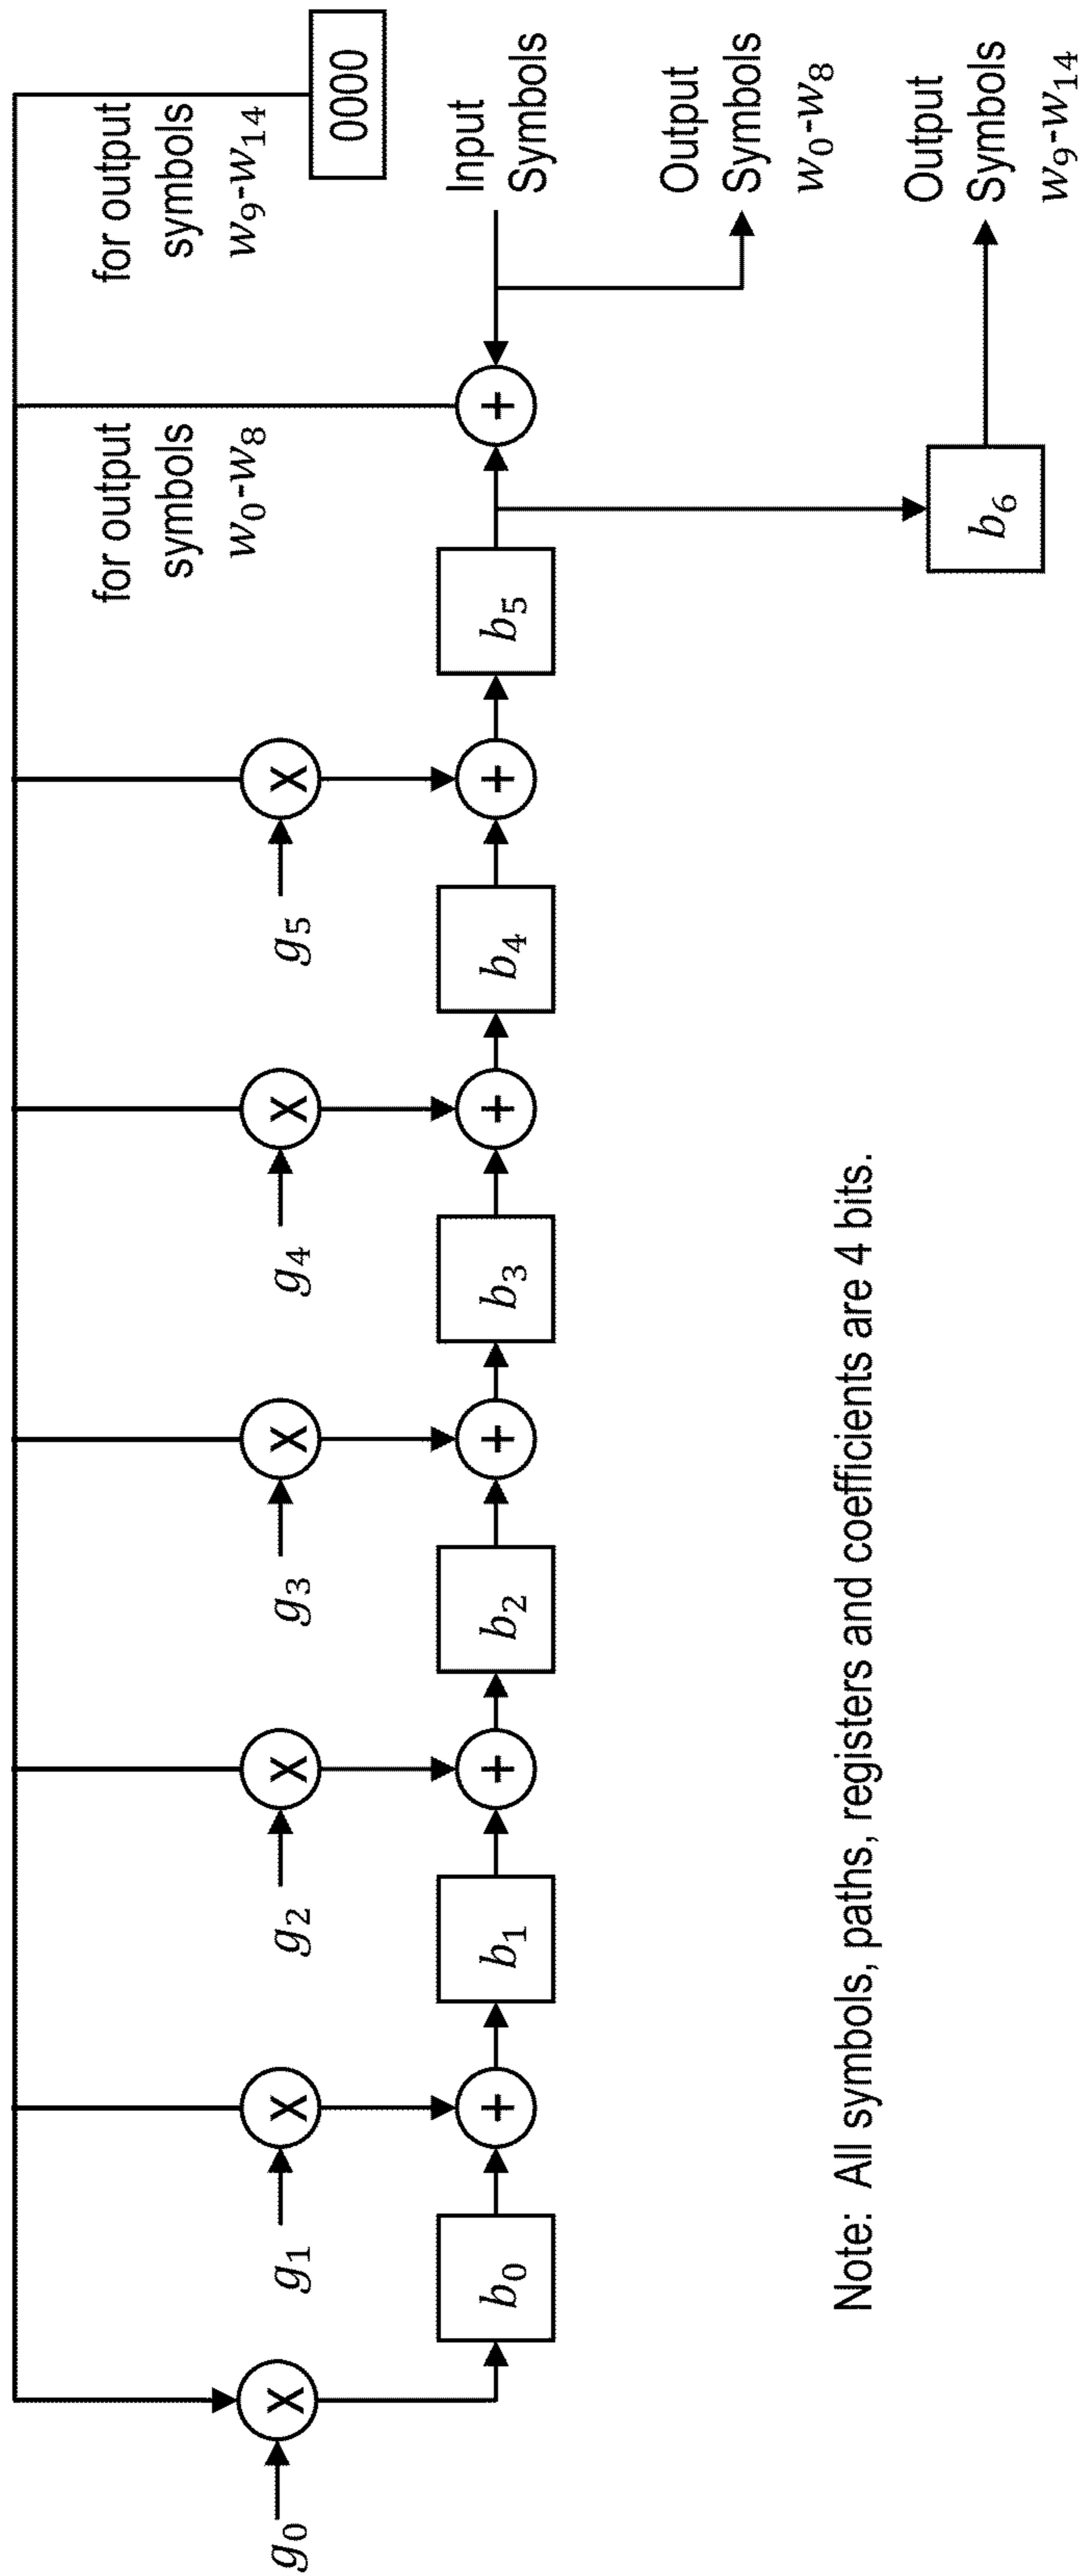 for output
symbols
w₀-w₈
for output
symbols
w₉-w₁₄
0000
g₀
X
g₁
X
g₂
X
g₃
X
g₄
X
g₅
X
b₀
+
b₁
+
b₂
+
b₃
+
b₄
+
b₅
+
Input
Symbols
Output
Symbols
w₀-w₈
Note: All symbols, paths, registers and coefficients are 4 bits.
b₆
Output
Symbols
w₉-w₁₄